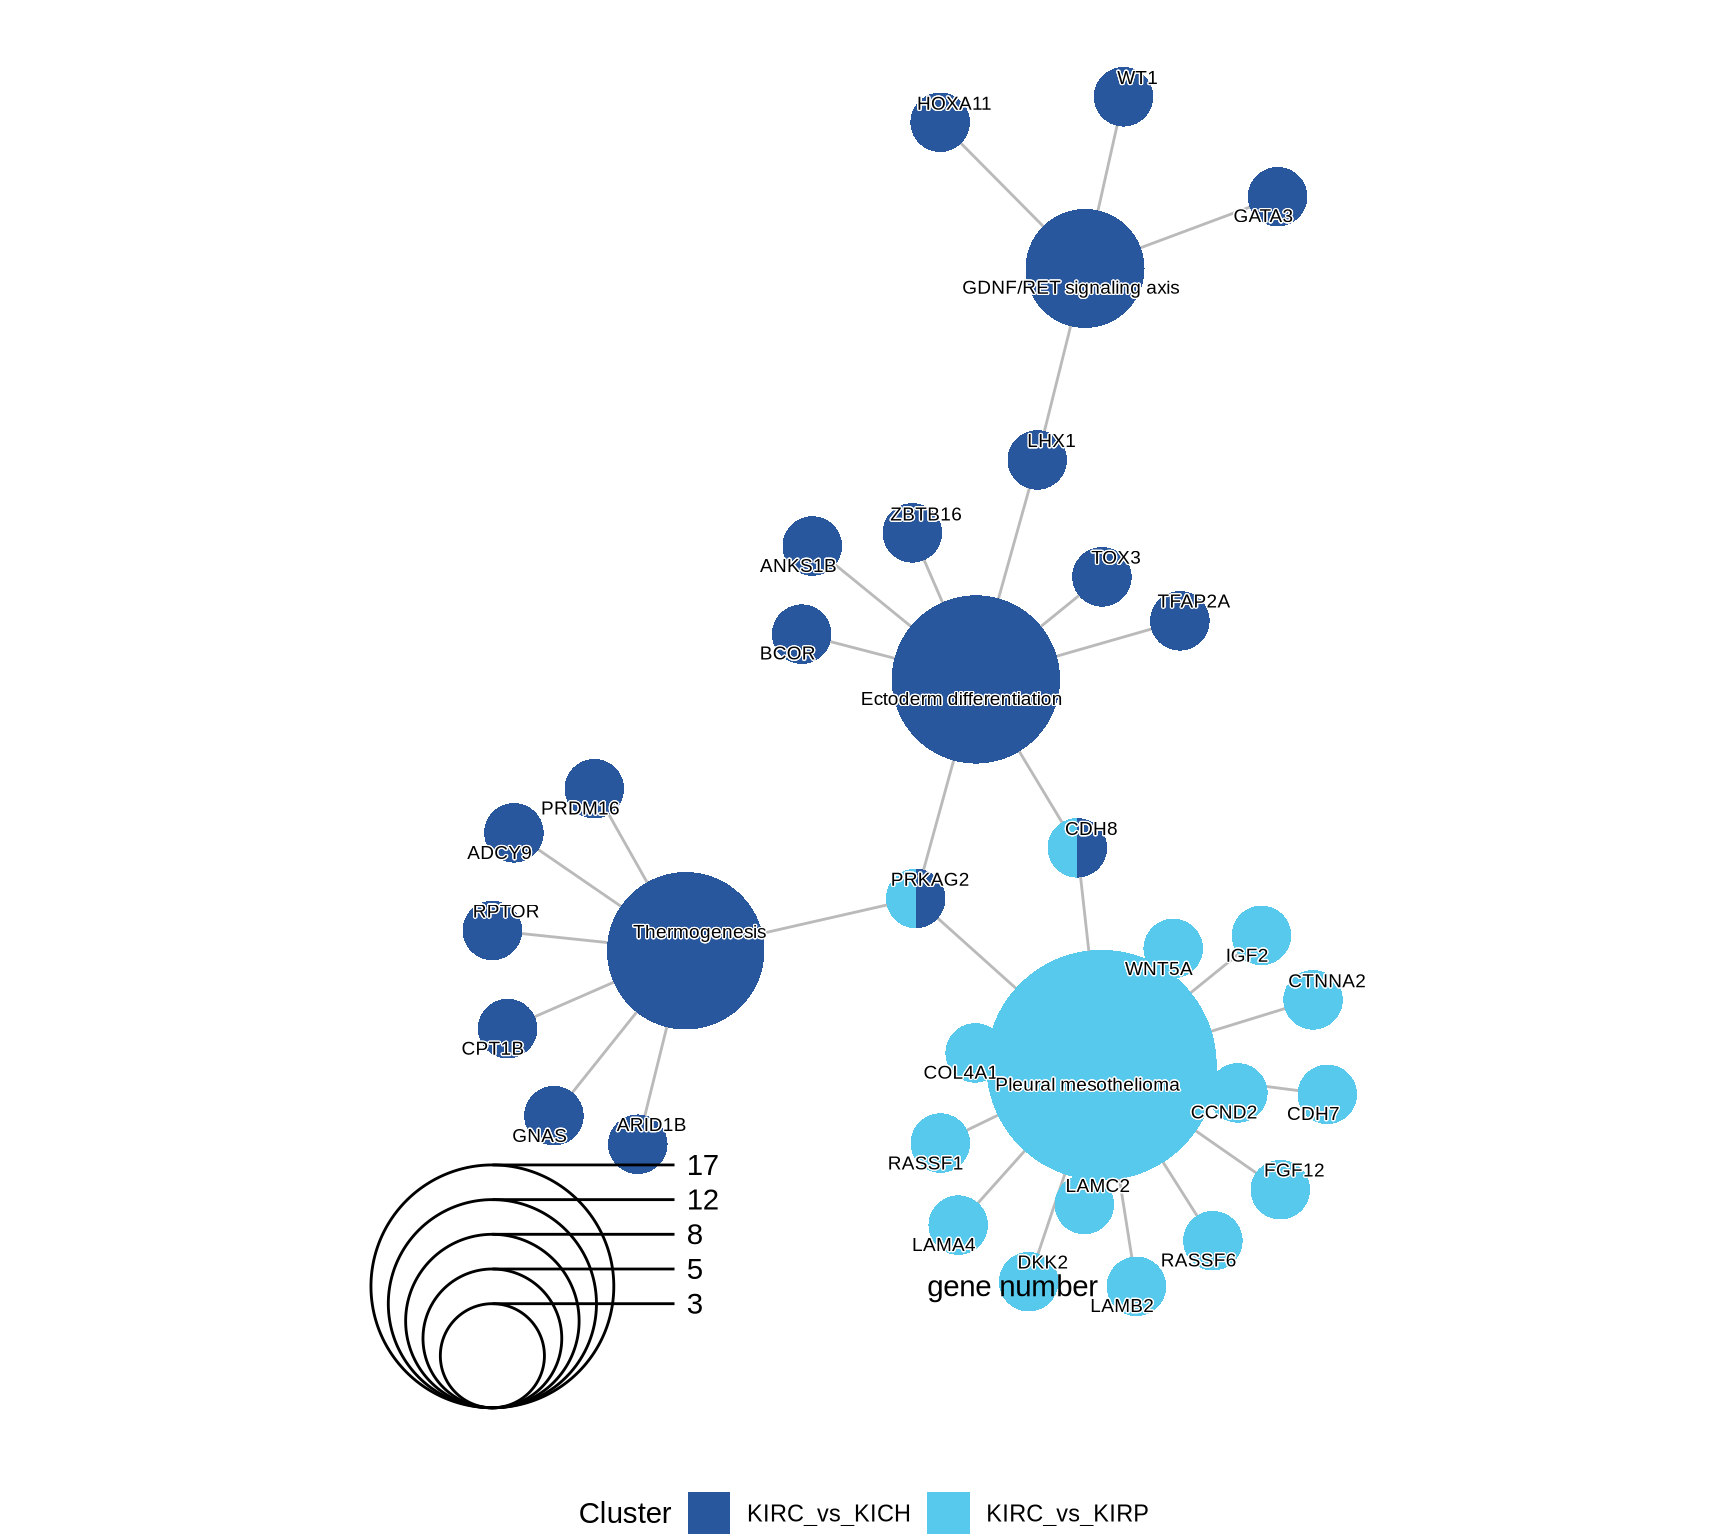 WT1
HOXA11
GATA3
GDNF/RET signaling axis
LHX1
ZBTB16
TOX3
ANKS1B
TFAP2A
BCOR
Ectoderm differentiation
PRDM16
CDH8
ADCY9
PRKAG2
RPTOR
Thermogenesis
IGF2
WNT5A
CTNNA2
CPT1B
COL4A1
Pleural mesothelioma
CCND2
CDH7
ARID1B
GNAS
RASSF1
17
FGF12
LAMC2
12
8
LAMA4
RASSF6
DKK2
5
gene number
3
LAMB2
Cluster KIRC_vs_KICH KIRC_vs_KIRP